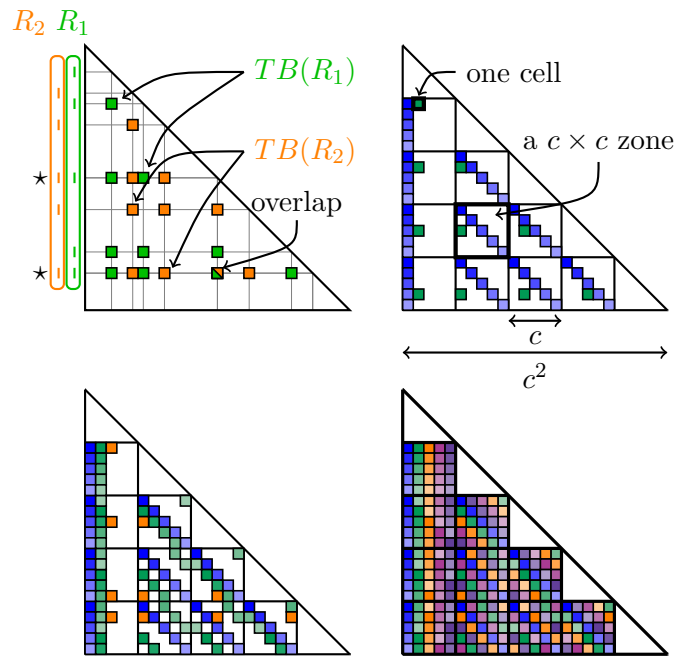 R₂ R₁
TB(R₁)
TB(R₂)
overlap
⋆
⋆
one cell
a c × c zone
c
c²